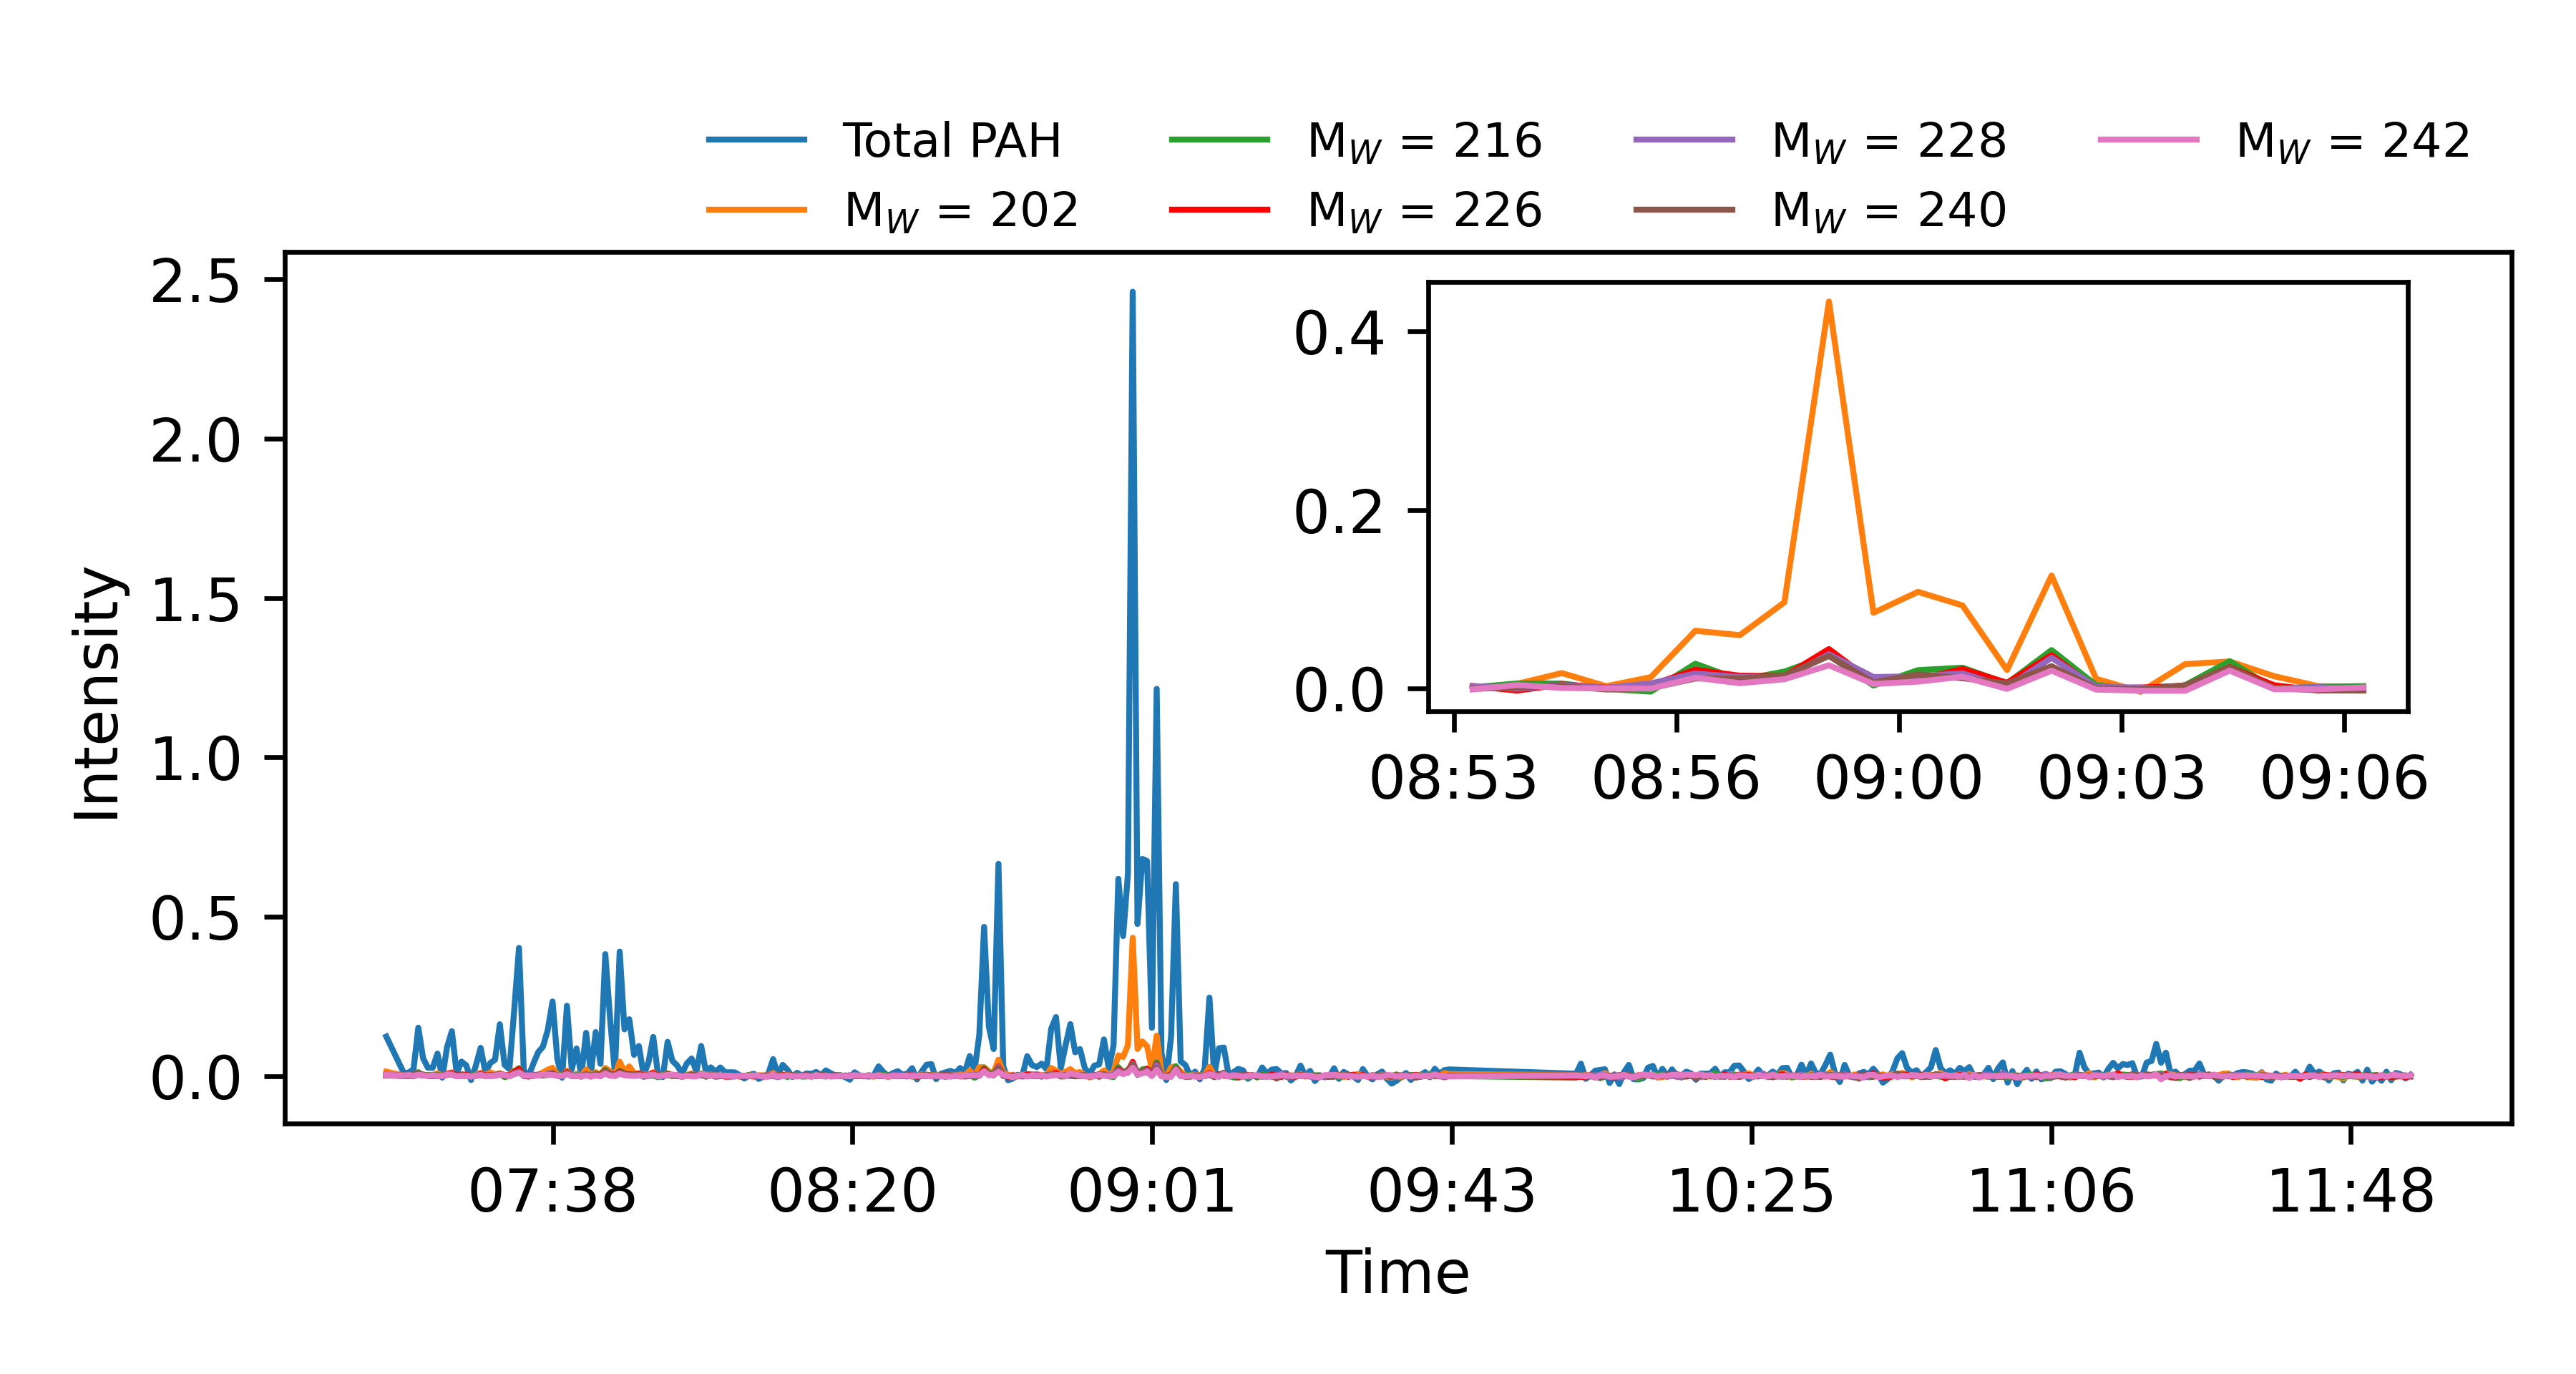 Total PAH
M_W = 216
M_W = 228
M_W = 242
M_W = 202
M_W = 226
M_W = 240
2.5
2.0
1.5
1.0
0.5
0.0
Intensity
0.4
0.2
0.0
08:53 08:56 09:00 09:03 09:06
07:38 08:20 09:01 09:43 10:25 11:06 11:48
Time